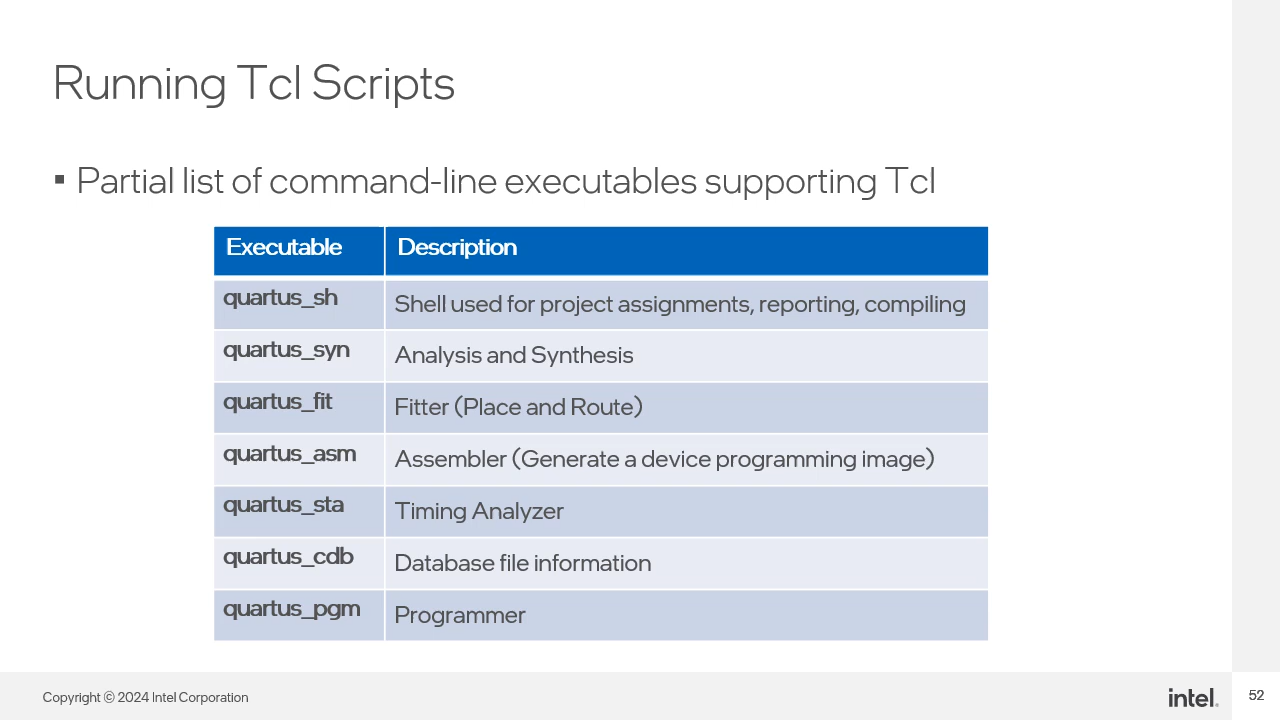 Running Tcl Scripts
▪ Partial list of command-line executables supporting Tcl
Executable Description
quartus_sh Shell used for project assignments, reporting, compiling
quartus_syn Analysis and Synthesis
quartus_fit Fitter (Place and Route)
quartus_asm Assembler (Generate a device programming image)
quartus_sta Timing Analyzer
quartus_cdb Database file information
quartus_pgm Programmer
Copyright © 2024 Intel Corporation
intel.
52